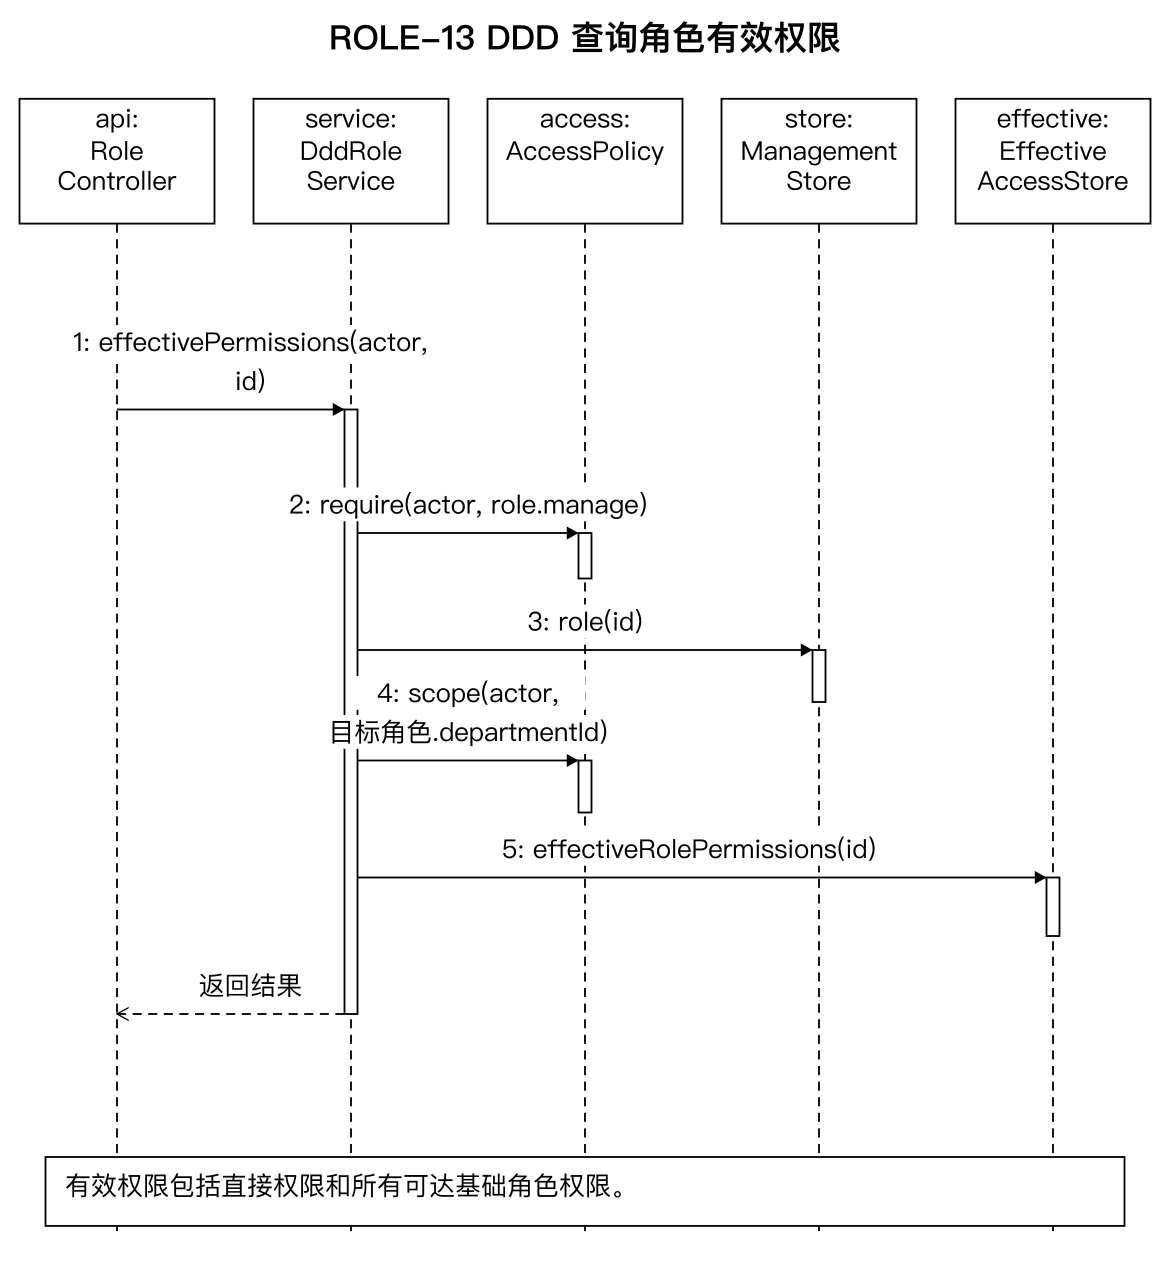 ROLE–13 DDD 查询角色有效权限
api:
Role
Controller
service:
DddRole
Service
access:
AccessPolicy
store:
Management
Store
effective:
Effective
AccessStore
1: effectivePermissions(actor,
id)
2: require(actor, role.manage)
3: role(id)
4: scope(actor,
目标角色.departmentId)
5: effectiveRolePermissions(id)
返回结果
有效权限包括直接权限和所有可达基础角色权限。